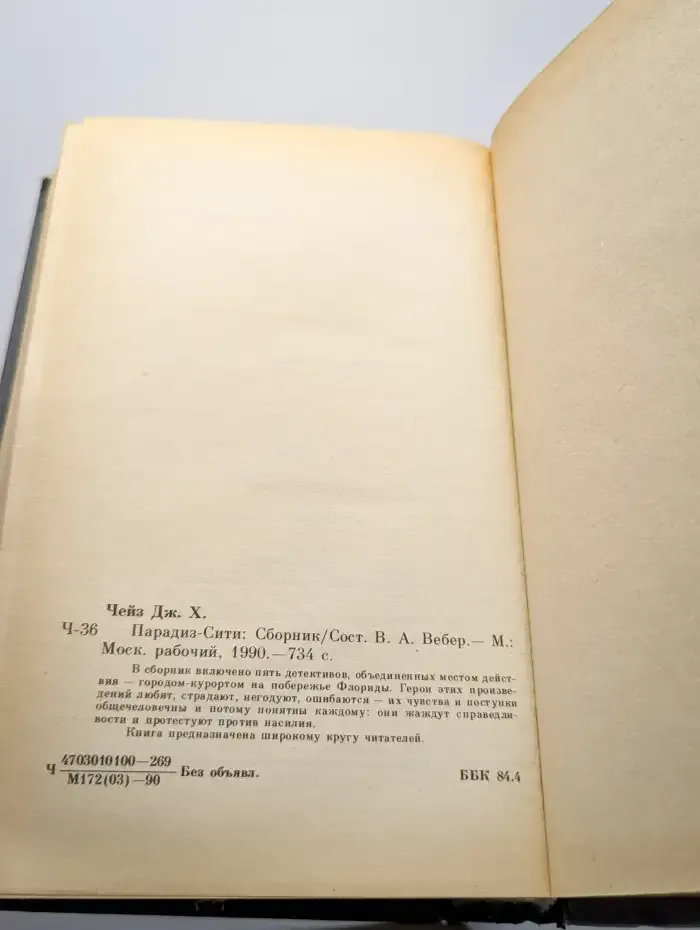 Чейз Дж. Х.
Ч-36 Парадиз-Сити: Сборник/Сост. В. А. Вебер.— М.:
Моск. рабочий, 1990.—734 с.
В сборник включено пять детективов, объединенных местом дейст-
вия — городом-курортом на побережье Флориды. Герои этих произве-
дений любят, страдают, негодуют, ошибаются — их чувства и поступки
общечеловечны и потому понятны каждому: они жаждут справедли-
вости и протестуют против насилия.
Книга предназначена широкому кругу читателей.
4703010100—269
Ч Без объявл. ББК 84.4
М172(03)—90